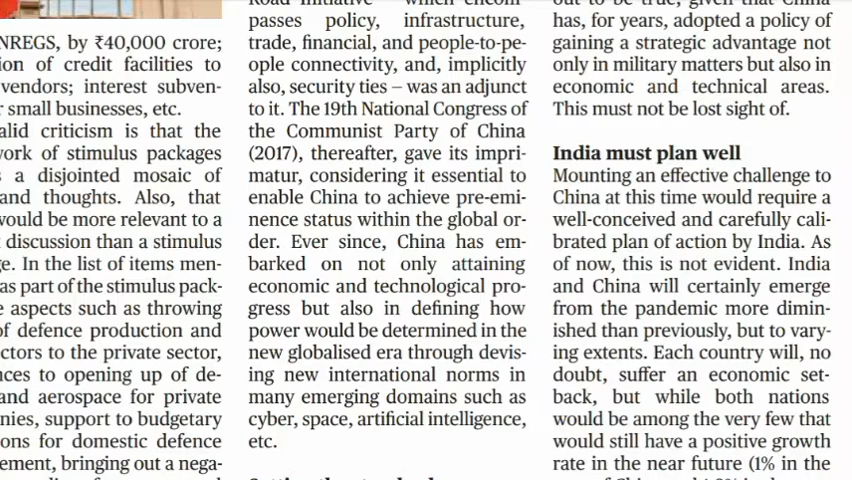 NREGS, by ₹40,000 crore;
ion of credit facilities to
vendors; interest subven-
r small businesses, etc.
alid criticism is that the
work of stimulus packages
s a disjointed mosaic of
and thoughts. Also, that
would be more relevant to a
t discussion than a stimulus
ge. In the list of items men-
as part of the stimulus pack-
e aspects such as throwing
of defence production and
ctors to the private sector,
nces to opening up of de-
and aerospace for private
nies, support to budgetary
ons for domestic defence
ement, bringing out a nega-
passes policy, infrastructure,
trade, financial, and people-to-pe-
ople connectivity, and, implicitly
also, security ties – was an adjunct
to it. The 19th National Congress of
the Communist Party of China
(2017), thereafter, gave its impri-
matur, considering it essential to
enable China to achieve pre-emi-
nence status within the global or-
der. Ever since, China has em-
barked on not only attaining
economic and technological pro-
gress but also in defining how
power would be determined in the
new globalised era through devis-
ing new international norms in
many emerging domains such as
cyber, space, artificial intelligence,
etc.
out to be true, given that China
has, for years, adopted a policy of
gaining a strategic advantage not
only in military matters but also in
economic and technical areas.
This must not be lost sight of.
India must plan well
Mounting an effective challenge to
China at this time would require a
well-conceived and carefully cali-
brated plan of action by India. As
of now, this is not evident. India
and China will certainly emerge
from the pandemic more dimin-
ished than previously, but to vary-
ing extents. Each country will, no
doubt, suffer an economic set-
back, but while both nations
would be among the very few that
would still have a positive growth
rate in the near future (1% in the